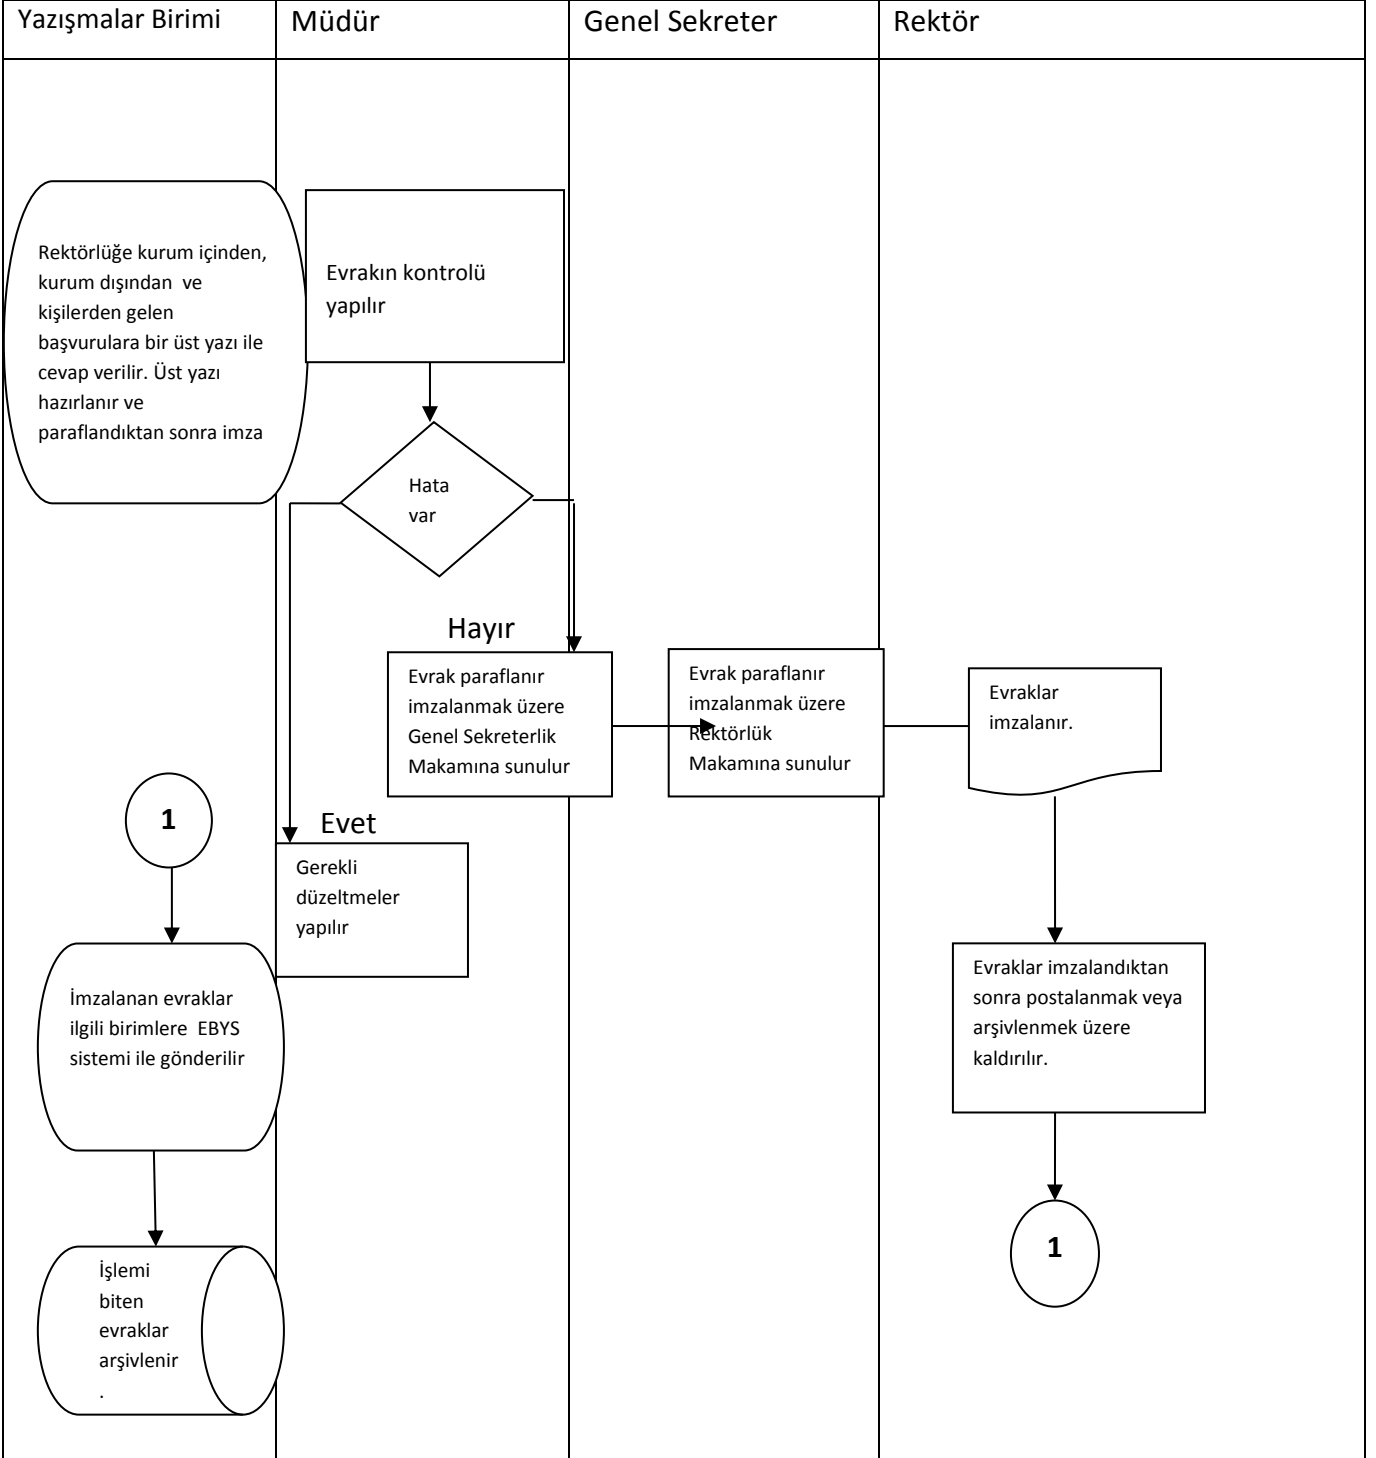 Yazışmalar Birimi
Müdür
Genel Sekreter
Rektör
Rektörlüğe kurum içinden,
kurum dışından  ve
kişilerden gelen
başvurulara bir üst yazı ile
cevap verilir. Üst yazı
hazırlanır ve
paraflandıktan sonra imza
Evrakın kontrolü
yapılır
Hata
var
Hayır
Evrak paraflanır
imzalanmak üzere
Genel Sekreterlik
Makamına sunulur
Evrak paraflanır
imzalanmak üzere
Rektörlük
Makamına sunulur
Evraklar
imzalanır.
1
Evet
Gerekli
düzeltmeler
yapılır
İmzalanan evraklar
ilgili birimlere  EBYS
sistemi ile gönderilir
Evraklar imzalandıktan
sonra postalanmak veya
arşivlenmek üzere
kaldırılır.
1
İşlemi
biten
evraklar
arşivlenir
.